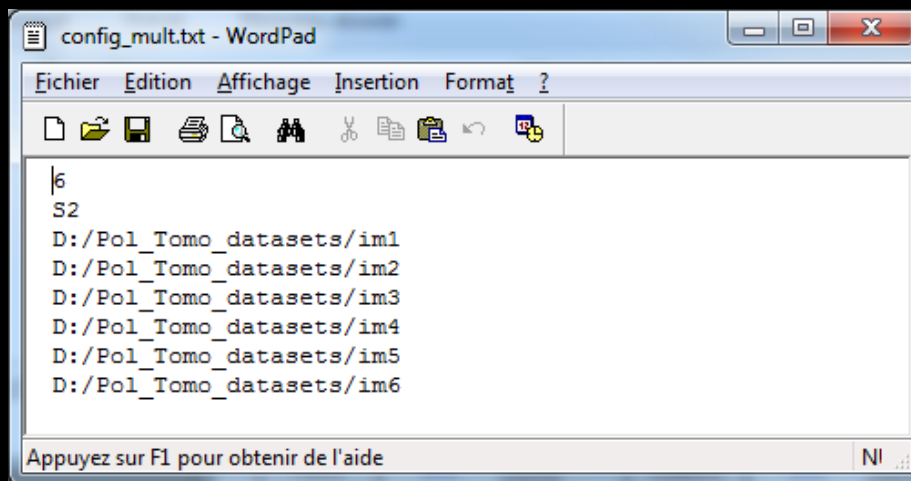 config_mult.txt - WordPad
Fichier Edition Affichage Insertion Format ?
6
S2
D:/Pol_Tomo_datasets/im1
D:/Pol_Tomo_datasets/im2
D:/Pol_Tomo_datasets/im3
D:/Pol_Tomo_datasets/im4
D:/Pol_Tomo_datasets/im5
D:/Pol_Tomo_datasets/im6
Appuyez sur F1 pour obtenir de l'aide